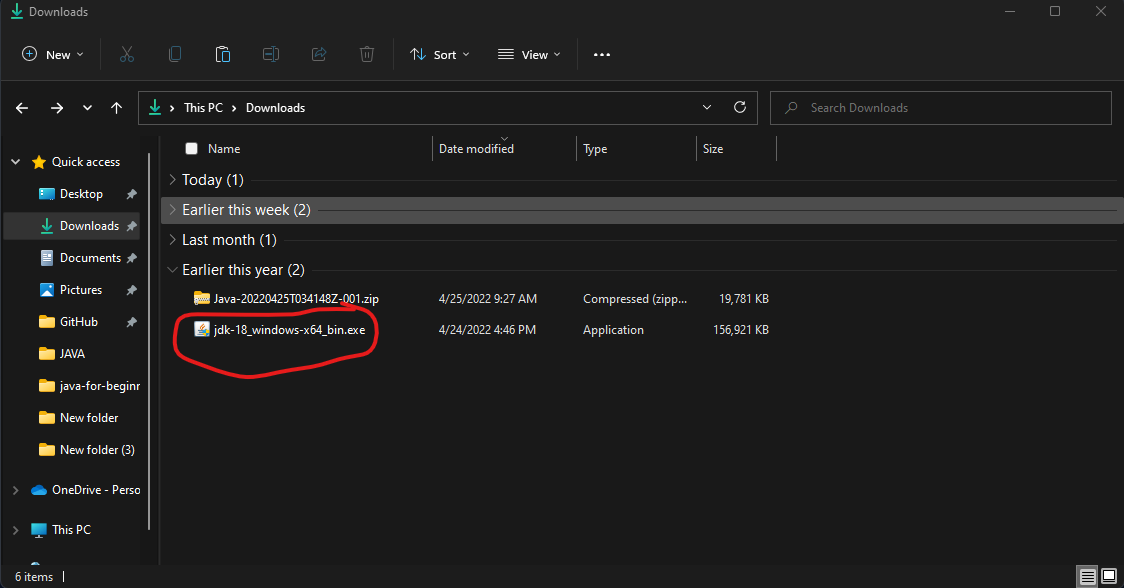 Downloads
New
Sort
View
This PC
Downloads
Search Downloads
Name
Date modified
Type
Size
Quick access
Desktop
Downloads
Documents
Pictures
GitHub
JAVA
java-for-beginn
New folder
New folder (3)
OneDrive - Perso
This PC
Today (1)
Earlier this week (2)
Last month (1)
Earlier this year (2)
Java-20220425T034148Z-001.zip 4/25/2022 9:27 AM Compressed (zipp... 19,781 KB
jdk-18_windows-x64_bin.exe 4/24/2022 4:46 PM Application 156,921 KB
6 items